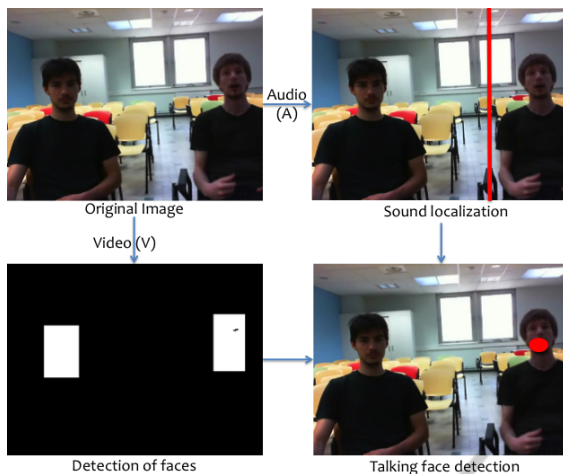 Audio
(A)
Original Image
Sound localization
Video (V)
Detection of faces
Talking face detection